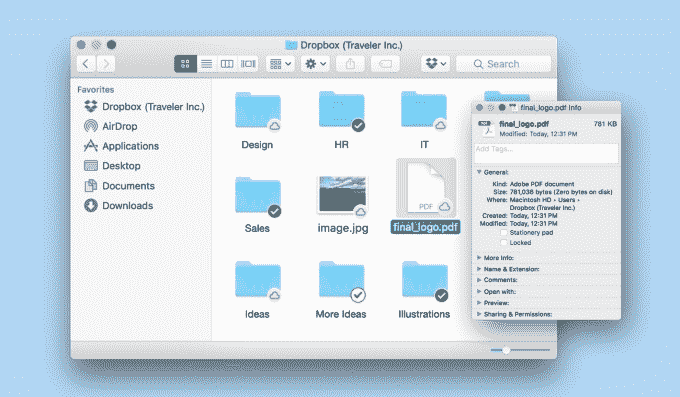 Dropbox (Traveler Inc.)
Search
Favorites
Dropbox (Traveler Inc.)
AirDrop
Applications
Desktop
Documents
Downloads
Design
HR
IT
Sales
image.jpg
PDF
final_logo.pdf
Ideas
More Ideas
Illustrations
final_logo.pdf Info
PDF
final_logo.pdf 781 KB
Modified: Today, 12:31 PM
Add Tags...
General:
Kind: Adobe PDF document
Size: 781,036 bytes (Zero bytes on disk)
Where: Macintosh HD • Users •
Dropbox (Traveler Inc.)
Created: Today, 12:31 PM
Modified: Today, 12:31 PM
Stationery pad
Locked
More Info:
Name & Extension:
Comments:
Open with:
Preview:
Sharing & Permissions: